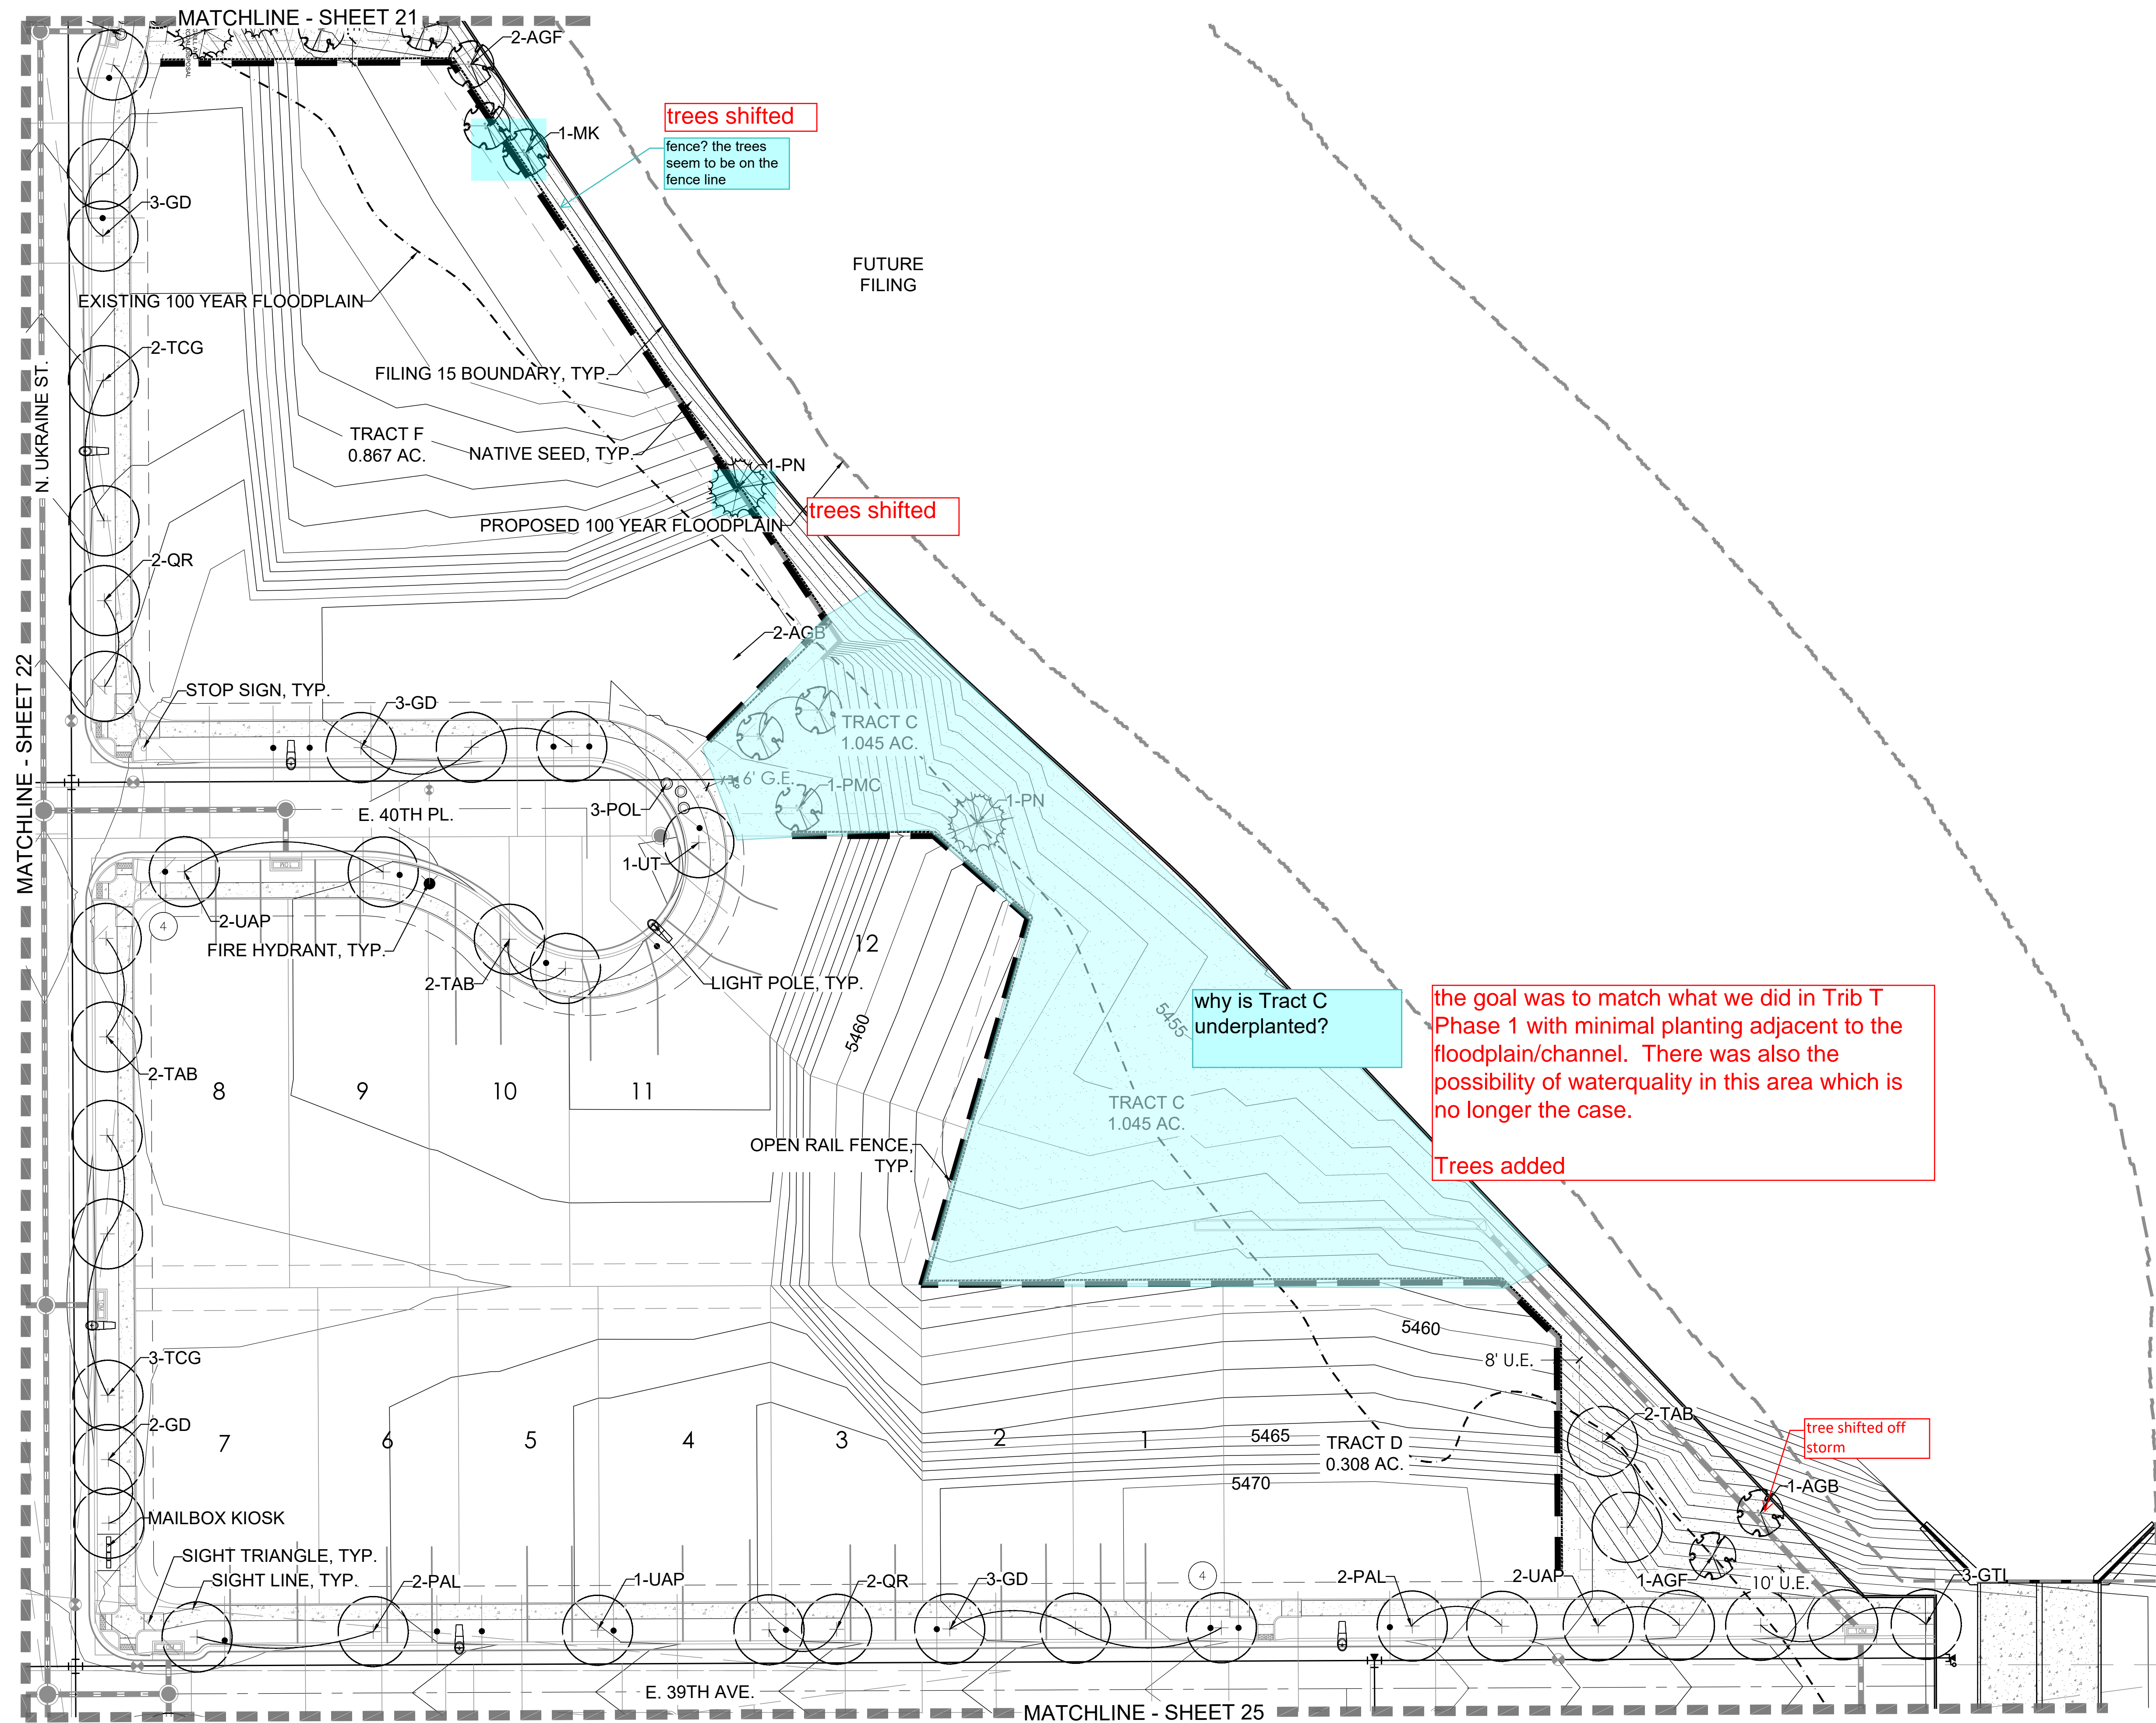 MATCHLINE - SHEET 21
2-AGF
trees shifted
1-MK
fence? the trees
seem to be on the
fence line
3-GD
FUTURE
FILING
EXISTING 100 YEAR FLOODPLAIN
2-TCG
N. UKRAINE ST.
FILING 15 BOUNDARY, TYP.
TRACT F
0.867 AC.
NATIVE SEED, TYP.
1-PN
trees shifted
PROPOSED 100 YEAR FLOODPLAIN
2-QR
2-AGB
MATCHLINE - SHEET 22
STOP SIGN, TYP.
3-GD
TRACT C
1.045 AC.
6' G.E.
1-PMC
1-PN
3-POL
E. 40TH PL.
1-UT
2-UAP
4
FIRE HYDRANT, TYP.
2-TAB
LIGHT POLE, TYP.
12
5460
5455
why is Tract C
underplanted?
the goal was to match what we did in Trib T
Phase 1 with minimal planting adjacent to the
floodplain/channel. There was also the
possibility of waterquality in this area which is
no longer the case.
Trees added
2-TAB
8
9
10
11
TRACT C
1.045 AC.
OPEN RAIL FENCE,
TYP.
5460
8' U.E.
3-TCG
2-GD
7
6
5
4
3
2
1
5465
TRACT D
0.308 AC.
5470
2-TAB
tree shifted off
storm
1-AGB
MAILBOX KIOSK
SIGHT TRIANGLE, TYP.
SIGHT LINE, TYP.
2-PAL
1-UAP
2-QR
3-GD
4
2-PAL
2-UAP
1-AGF
10' U.E.
3-GTI
E. 39TH AVE.
MATCHLINE - SHEET 25